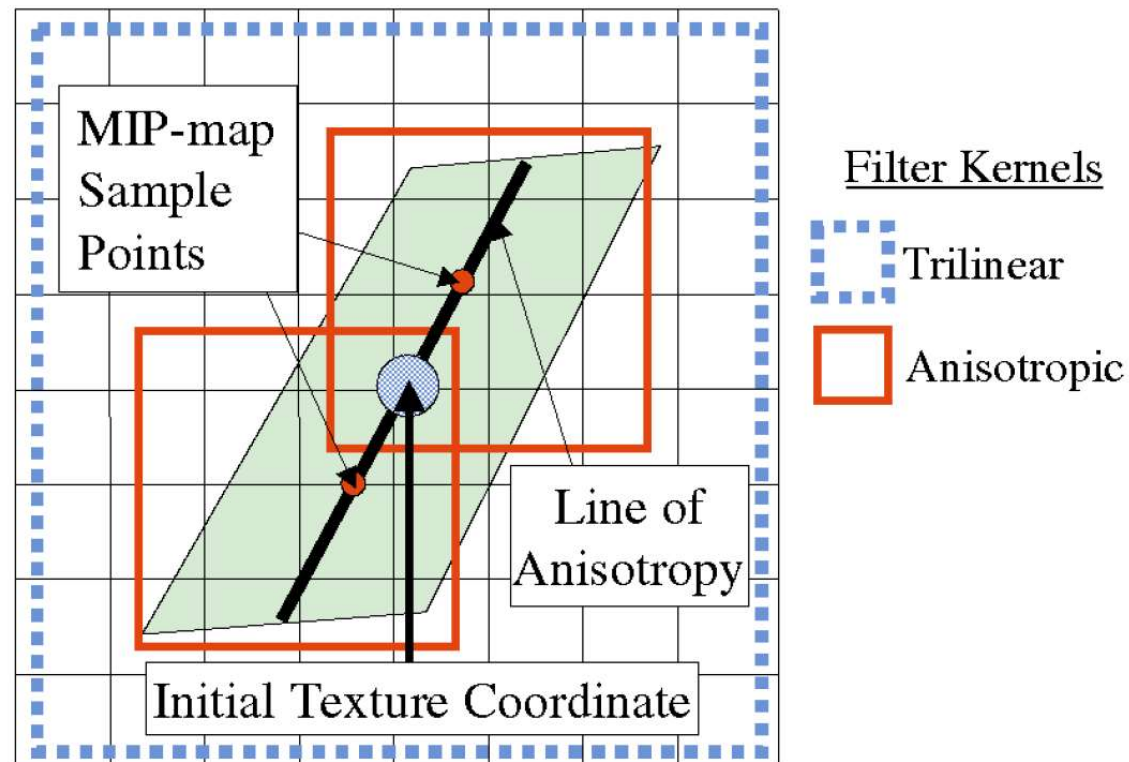 MIP-map
Sample
Points
Filter Kernels
Trilinear
Anisotropic
Line of
Anisotropy
Initial Texture Coordinate